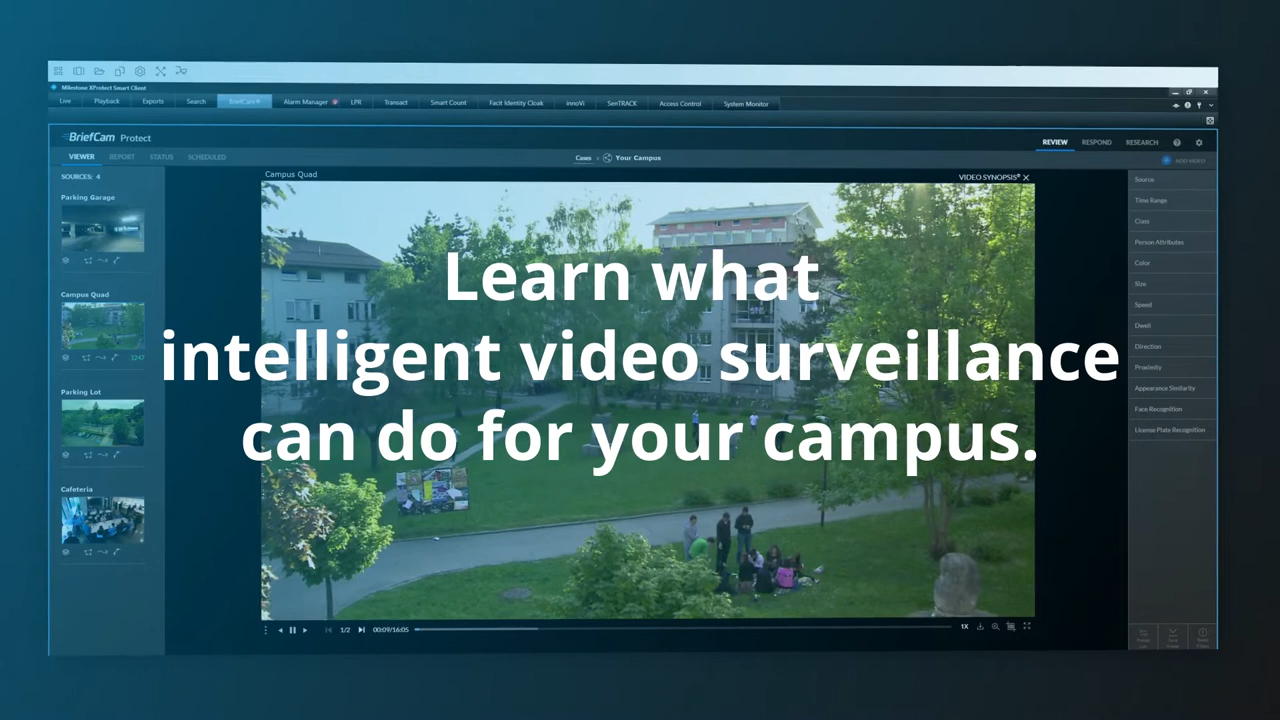 Milestone XProtect Smart Client
Live Playback Exports Search BriefCam® Alarm Manager LPR Transact Smart Count Facit Identity Cloak innoVi SenTRACK Access Control System Monitor
BriefCam Protect
REVIEW RESPOND RESEARCH
VIEWER REPORT STATUS SCHEDULED
Cases > Your Campus
ADD VIDEO
SOURCES: 4
Campus Quad
VIDEO SYNOPSIS®
Parking Garage
Campus Quad
1247
Parking Lot
Cafeteria
Learn what
intelligent video surveillance
can do for your campus.
Source
Time Range
Class
Person Attributes
Color
Size
Speed
Dwell
Direction
Proximity
Appearance Similarity
Face Recognition
License Plate Recognition
1/2 00:09/16:05 1X